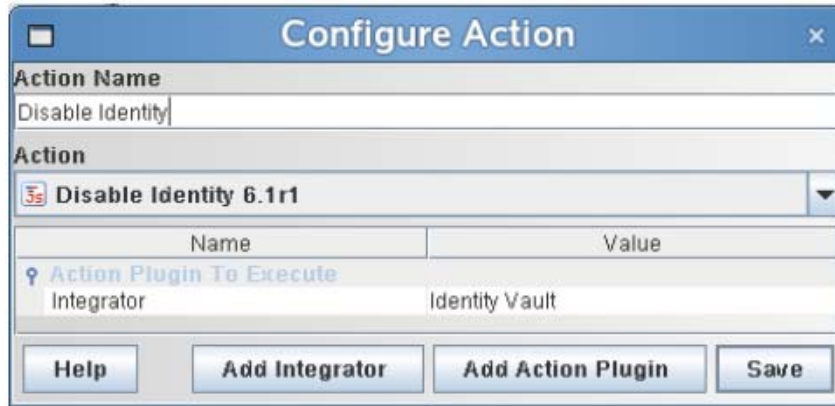 Configure Action
Action Name
Disable Identity
Action
Disable Identity 6.1r1
Name Value
Action Plugin To Execute
Integrator Identity Vault
Help Add Integrator Add Action Plugin Save